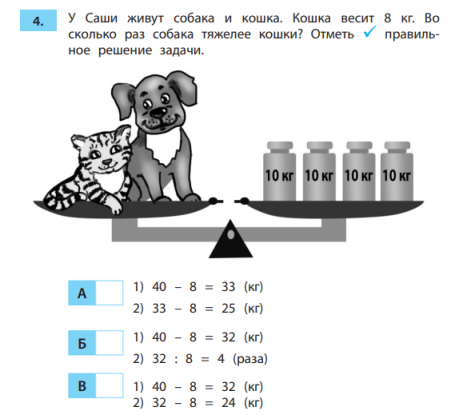 4. У Саши живут собака и кошка. Кошка весит 8 кг. Во
сколько раз собака тяжелее кошки? Отметь ✓ правиль-
ное решение задачи.
10 кг 10 кг 10 кг 10 кг
А
1) 40 – 8 = 33 (кг)
2) 33 – 8 = 25 (кг)
Б
1) 40 – 8 = 32 (кг)
2) 32 : 8 = 4 (раза)
В
1) 40 – 8 = 32 (кг)
2) 32 – 8 = 24 (кг)